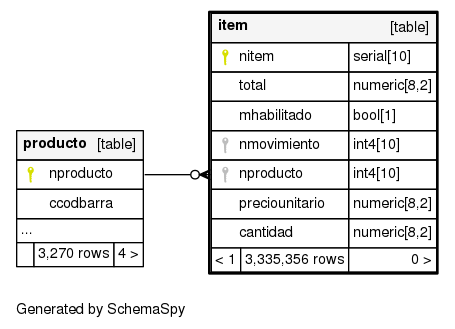 item [table]
nitem serial[10]
total numeric[8,2]
mhabilitado bool[1]
nmovimiento int4[10]
nproducto int4[10]
preciounitario numeric[8,2]
cantidad numeric[8,2]
< 1 3,335,356 rows 0 >
producto [table]
nproducto
ccodbarra
...
3,270 rows 4 >
Generated by SchemaSpy